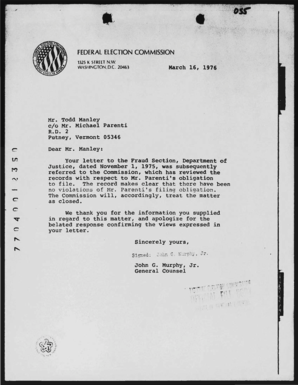 055
FEDERAL ELECTION COMMISSION
1325 K STREET N.W.
WASHINGTON, D.C. 20463
March 16, 1976
Mr. Todd Manley
c/o Mr. Michael Parenti
R.D. 2
Putney, Vermont 05346
Dear Mr. Manley:
Your letter to the Fraud Section, Department of
Justice, dated November 1, 1975, was subsequently
referred to the Commission, which has reviewed the
records with respect to Mr. Parenti's obligation
to file. The record makes clear that there have been
no violations of Mr. Parenti's filing obligation.
The Commission will, accordingly, treat the matter
as closed.
We thank you for the information you supplied
in regard to this matter, and apologize for the
belated response confirming the views expressed in
your letter.
Sincerely yours,
Signed: John G. Murphy, Jr.
John G. Murphy, Jr.
General Counsel